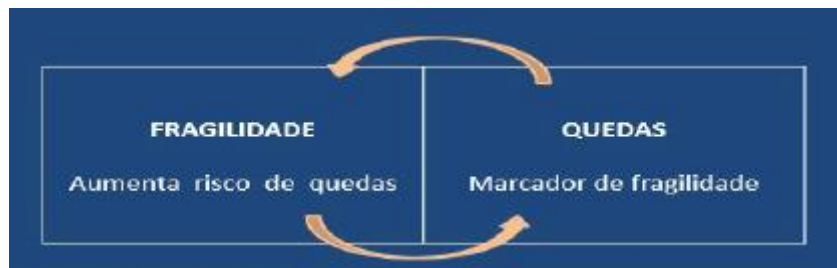 FRAGILIDADE
Aumenta risco de quedas
QUEDAS
Marcador de fragilidade